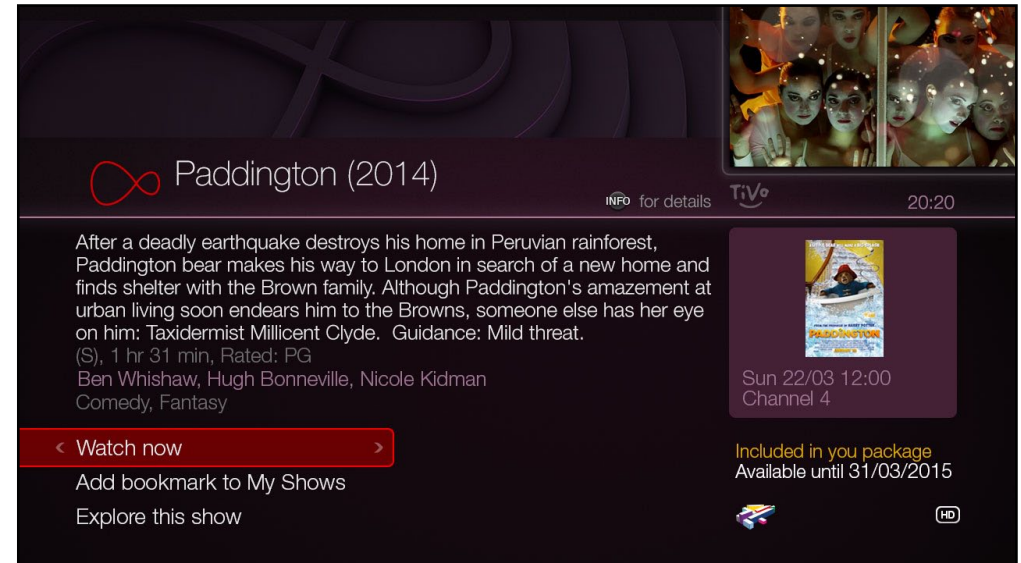 Paddington (2014)
INFO for details
TiVo
20:20
After a deadly earthquake destroys his home in Peruvian rainforest,
Paddington bear makes his way to London in search of a new home and
finds shelter with the Brown family. Although Paddington's amazement at
urban living soon endears him to the Browns, someone else has her eye
on him: Taxidermist Millicent Clyde.  Guidance: Mild threat.
(S), 1 hr 31 min, Rated: PG
Ben Whishaw, Hugh Bonneville, Nicole Kidman
Comedy, Fantasy
PADDINGTON
Sun 22/03 12:00
Channel 4
< Watch now >
Add bookmark to My Shows
Explore this show
Included in you package
Available until 31/03/2015
HD